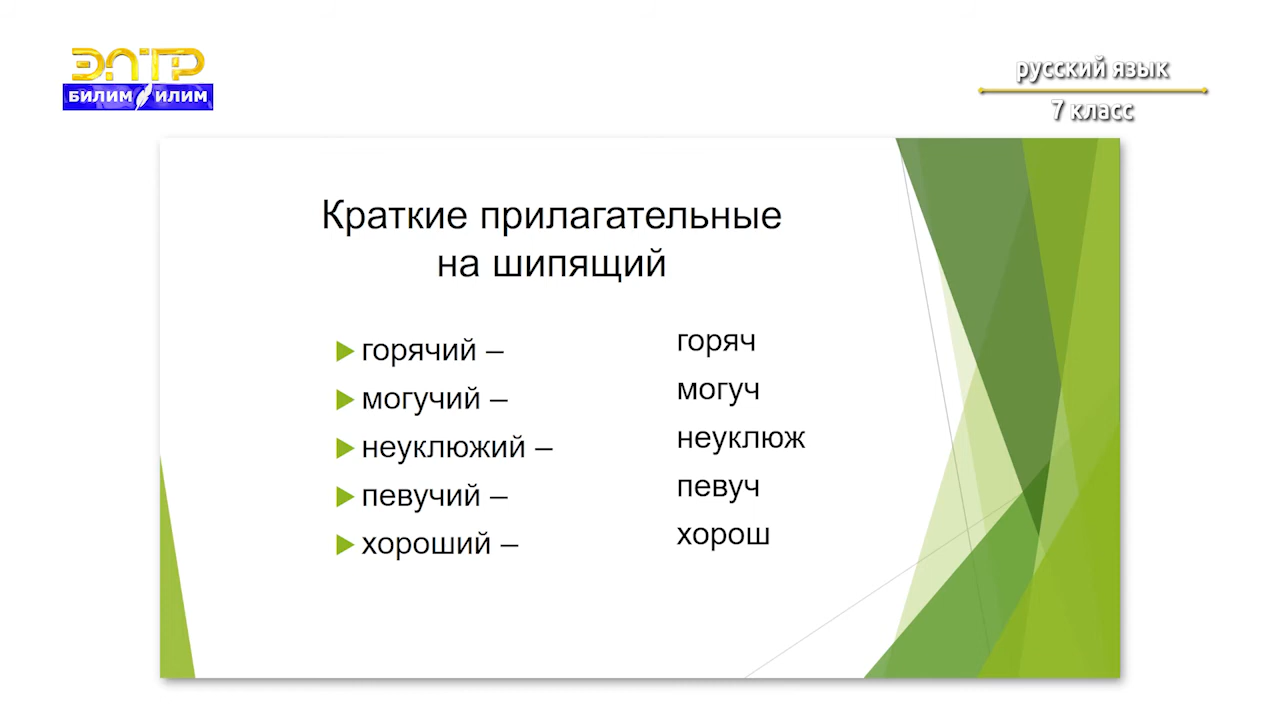 ЭЛТР
БИЛИМ ИЛИМ
русский язык
7 класс
Краткие прилагательные
на шипящий
горячий – горяч
могучий – могуч
неуклюжий – неуклюж
певучий – певуч
хороший – хорош